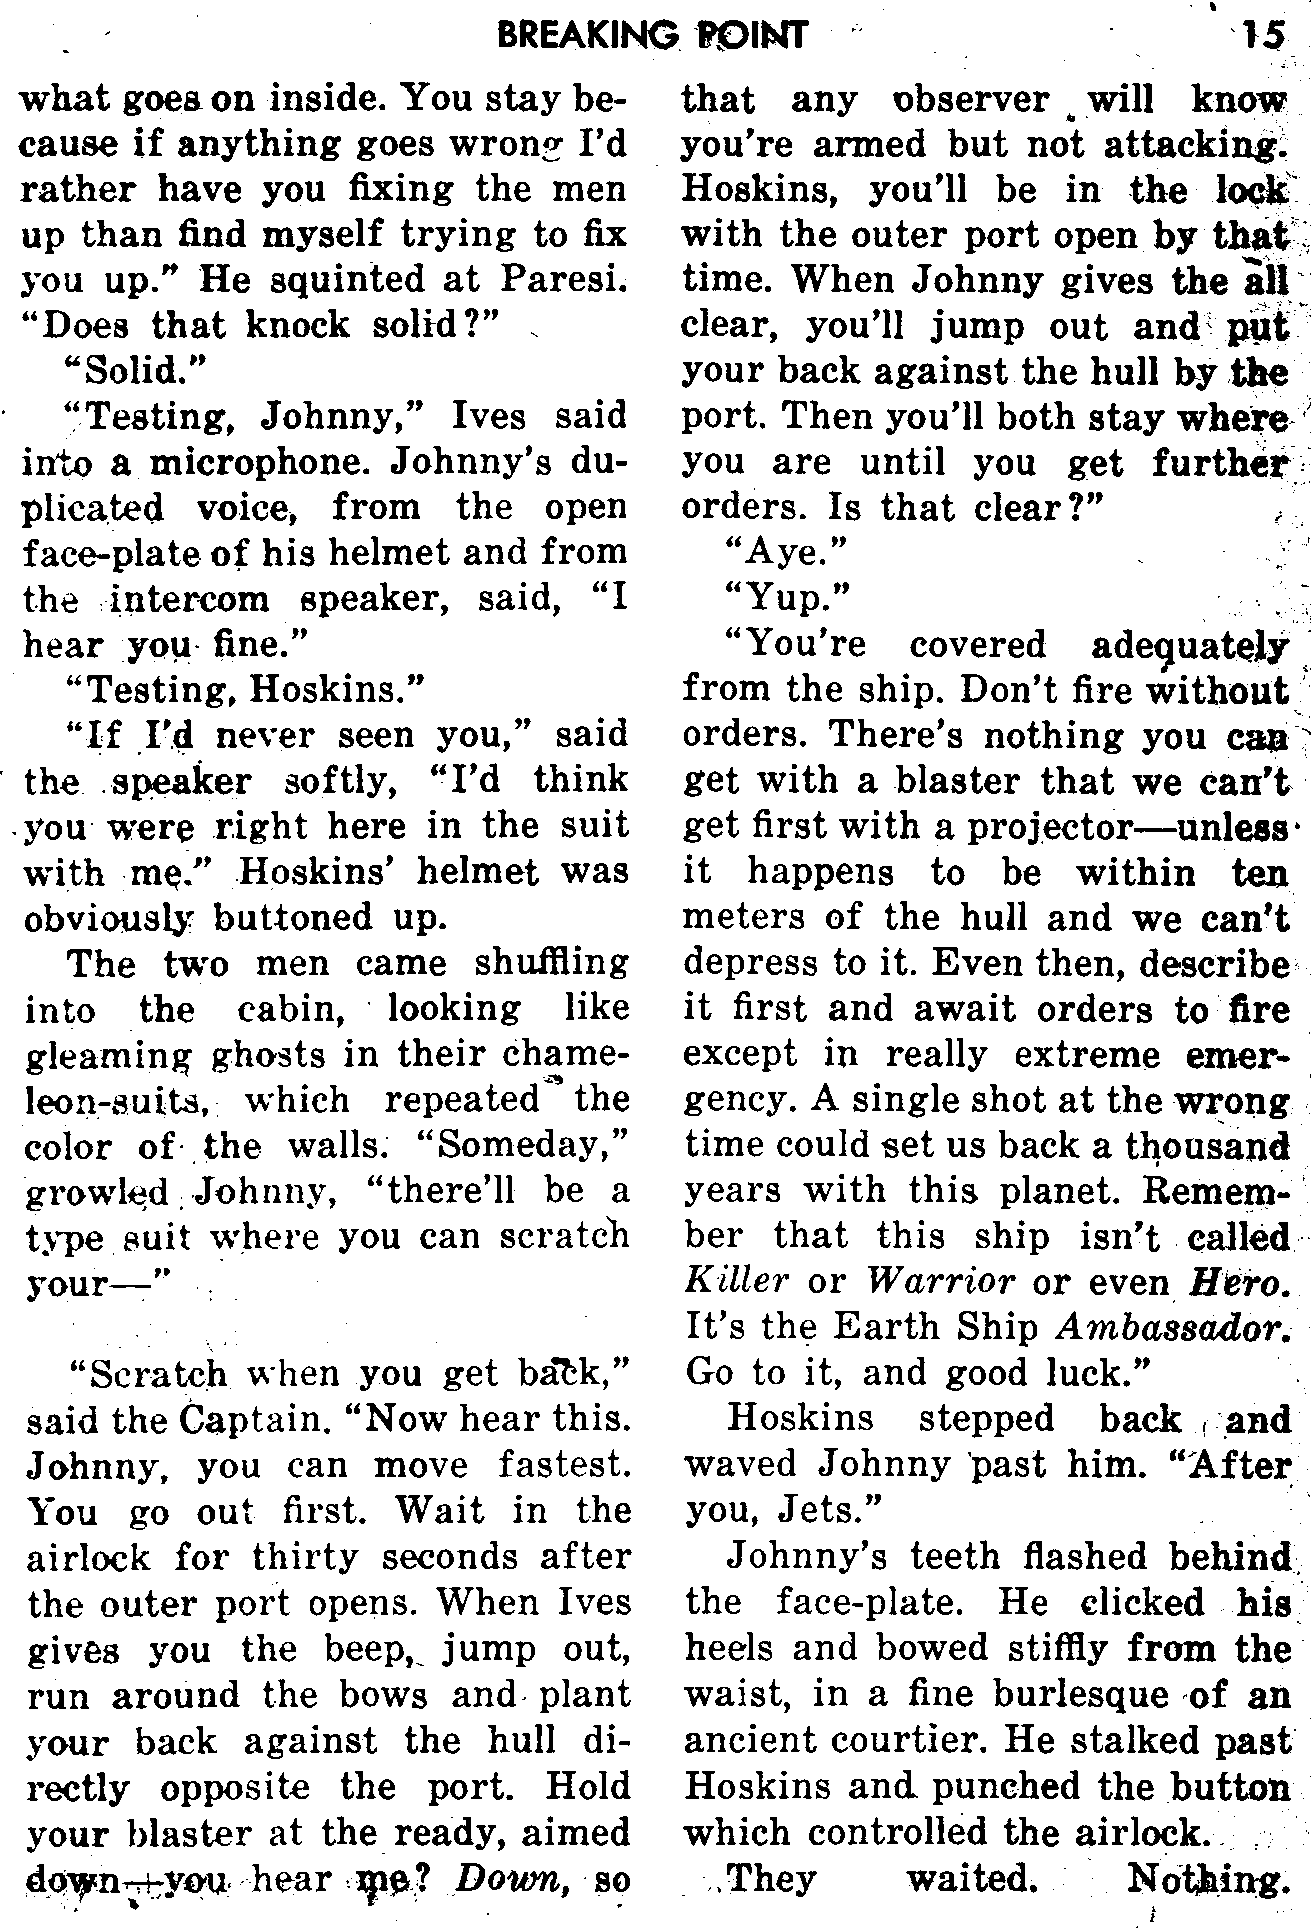 BREAKING POINT 15
what goes on inside. You stay be-
cause if anything goes wrong I'd
rather have you fixing the men
up than find myself trying to fix
you up." He squinted at Paresi.
"Does that knock solid?"
"Solid."
"Testing, Johnny," Ives said
into a microphone. Johnny's du-
plicated voice, from the open
face-plate of his helmet and from
the intercom speaker, said, "I
hear you fine."
"Testing, Hoskins."
"If I'd never seen you," said
the speaker softly, "I'd think
you were right here in the suit
with me." Hoskins' helmet was
obviously buttoned up.
The two men came shuffling
into the cabin, looking like
gleaming ghosts in their chame-
leon-suits, which repeated the
color of the walls. "Someday,"
growled Johnny, "there'll be a
type suit where you can scratch
your—"
"Scratch when you get back,"
said the Captain. "Now hear this.
Johnny, you can move fastest.
You go out first. Wait in the
airlock for thirty seconds after
the outer port opens. When Ives
gives you the beep, jump out,
run around the bows and plant
your back against the hull di-
rectly opposite the port. Hold
your blaster at the ready, aimed
down—you hear me? Down, so
that any observer will know
you're armed but not attacking.
Hoskins, you'll be in the lock
with the outer port open by that
time. When Johnny gives the all
clear, you'll jump out and put
your back against the hull by the
port. Then you'll both stay where
you are until you get further
orders. Is that clear?"
"Aye."
"Yup."
"You're covered adequately
from the ship. Don't fire without
orders. There's nothing you can
get with a blaster that we can't
get first with a projector—unless
it happens to be within ten
meters of the hull and we can't
depress to it. Even then, describe
it first and await orders to fire
except in really extreme emer-
gency. A single shot at the wrong
time could set us back a thousand
years with this planet. Remem-
ber that this ship isn't called
Killer or Warrior or even Hero.
It's the Earth Ship Ambassador.
Go to it, and good luck."
Hoskins stepped back and
waved Johnny past him. "After
you, Jets."
Johnny's teeth flashed behind
the face-plate. He clicked his
heels and bowed stiffly from the
waist, in a fine burlesque of an
ancient courtier. He stalked past
Hoskins and punched the button
which controlled the airlock.
They waited. Nothing.